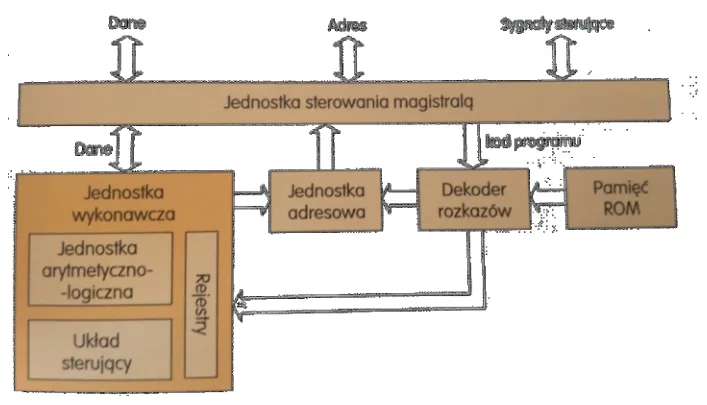 Dane
Adres
Sygnały sterujące
Jednostka sterowania magistralą
Dane
kod programu
Jednostka
wykonawcza
Jednostka
adresowa
Dekoder
rozkazów
Pamięć
ROM
Jednostka
arytmetyczno-
-logiczna
Rejestry
Układ
sterujący